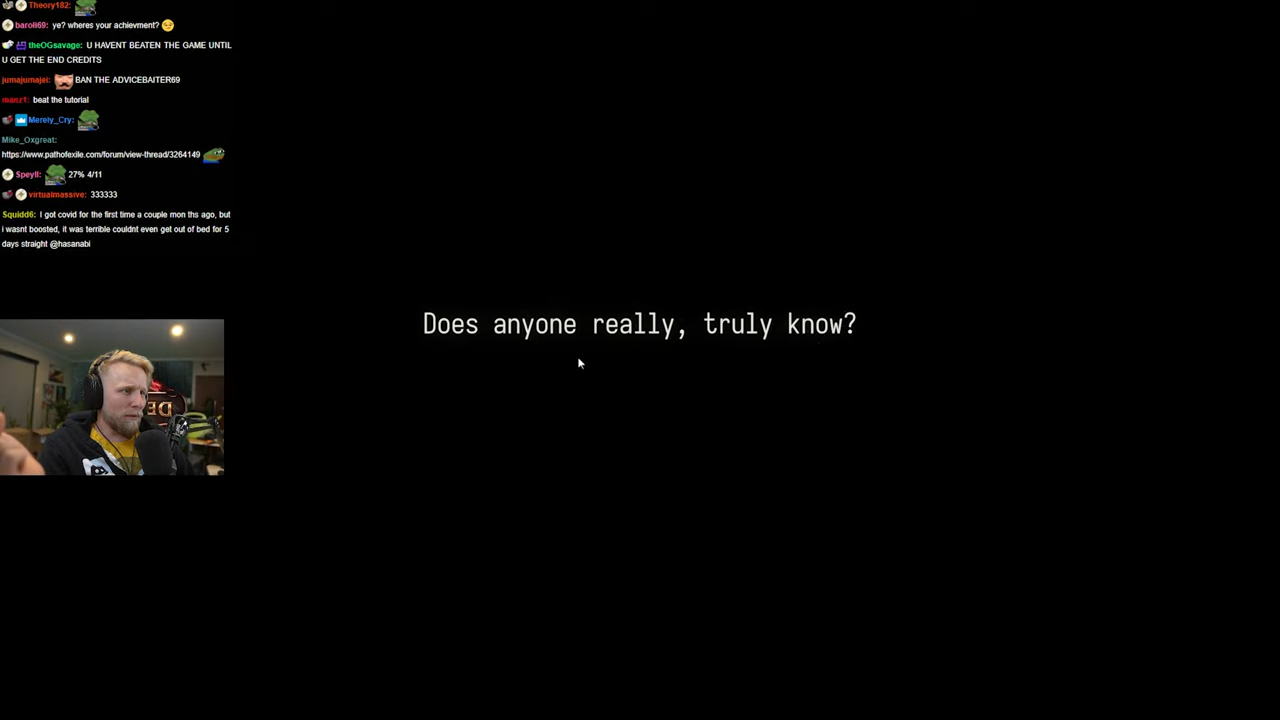 Theory182:
baroli69: ye? wheres your achievment?
theOGsavage: U HAVENT BEATEN THE GAME UNTIL
U GET THE END CREDITS
jumajumajei: BAN THE ADVICEBAITER69
beat the tutorial
Merely_Cry:
Mike_Oxgreat:
https://www.pathofexile.com/forum/view-thread/3264149
Speyll: 27% 4/11
virtualmassive: 333333
Squidd6: I got covid for the first time a couple mon ths ago, but
i wasnt boosted, it was terrible couldnt even get out of bed for 5
days straight @hasanabi
Does anyone really, truly know?